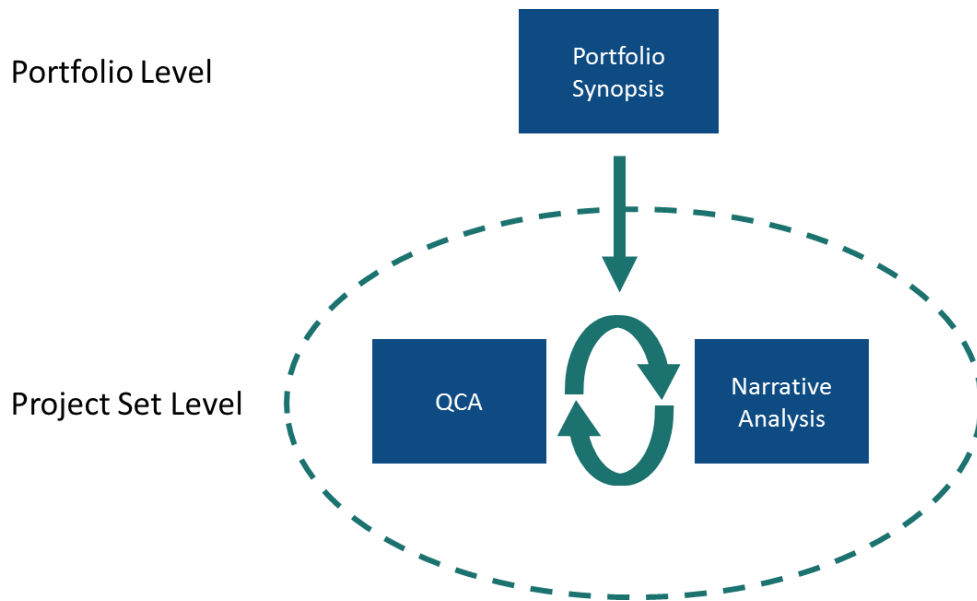 Portfolio Level
Portfolio
Synopsis
Project Set Level
QCA
Narrative
Analysis